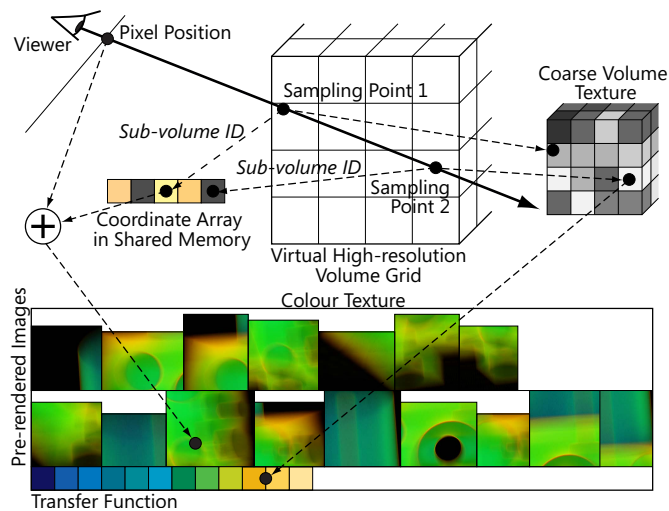 Viewer
Pixel Position
Sampling Point 1
Coarse Volume
Texture
Sub-volume ID
Sub-volume ID
Sampling
Point 2
Coordinate Array
in Shared Memory
Virtual High-resolution
Volume Grid
Colour Texture
Pre-rendered Images
Transfer Function